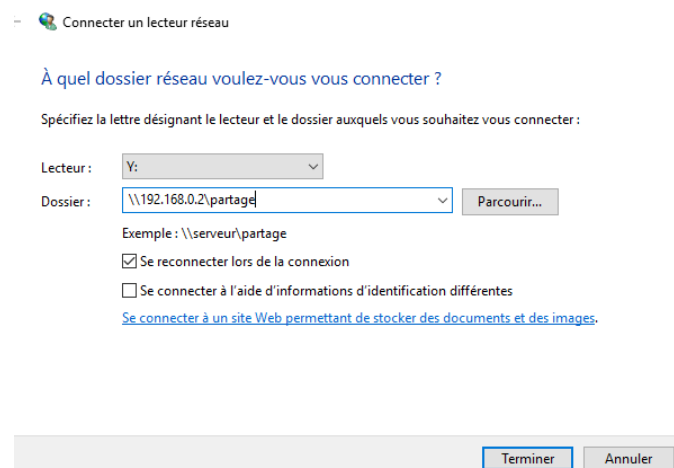 Connecter un lecteur réseau
À quel dossier réseau voulez-vous vous connecter ?
Spécifiez la lettre désignant le lecteur et le dossier auxquels vous souhaitez vous connecter :
Lecteur : Y:
Dossier : \\192.168.0.2\partage Parcourir...
Exemple : \\serveur\partage
Se reconnecter lors de la connexion
Se connecter à l'aide d'informations d'identification différentes
Se connecter à un site Web permettant de stocker des documents et des images.
Terminer Annuler